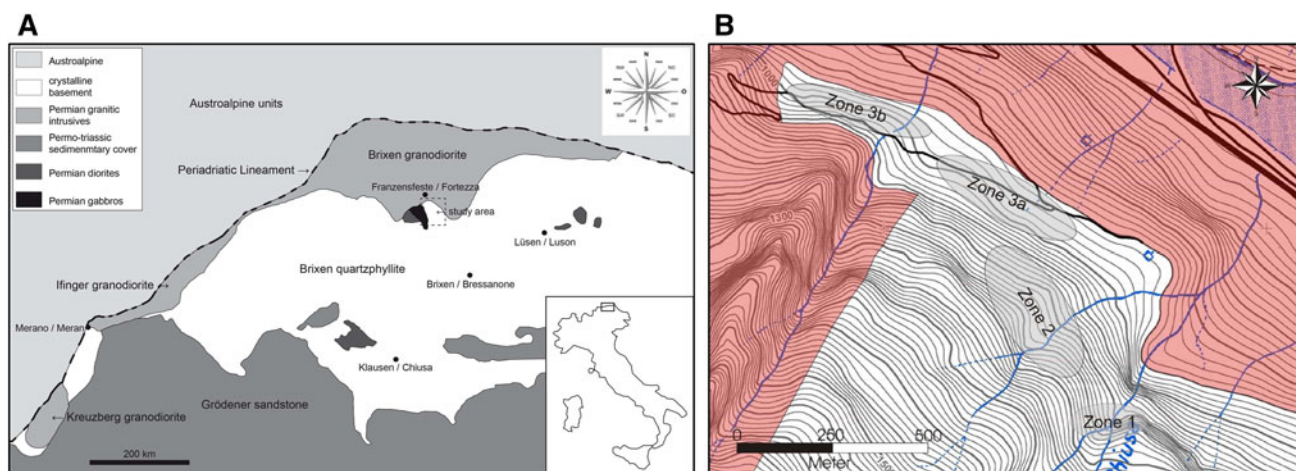 A
Austroalpine
crystalline
basement
Permian granitic
intrusives
Permo-triassic
sedimenmtary cover
Permian diorites
Permian gabbros
N
W
O
S
Austroalpine units
Periadriatic Lineament →
Brixen granodiorite
Franzensfeste / Fortezza
← study area
Lüsen / Luson
Brixen quartzphyllite
Brixen / Bressanone
Ifinger granodiorite →
Merano / Meran
Klausen / Chiusa
Grödener sandstone
← Kreuzberg granodiorite
200 km
B
1000
Zone 3b
Zone 3a
1300
Zone 2
Zone 1
0
250
500
Meter